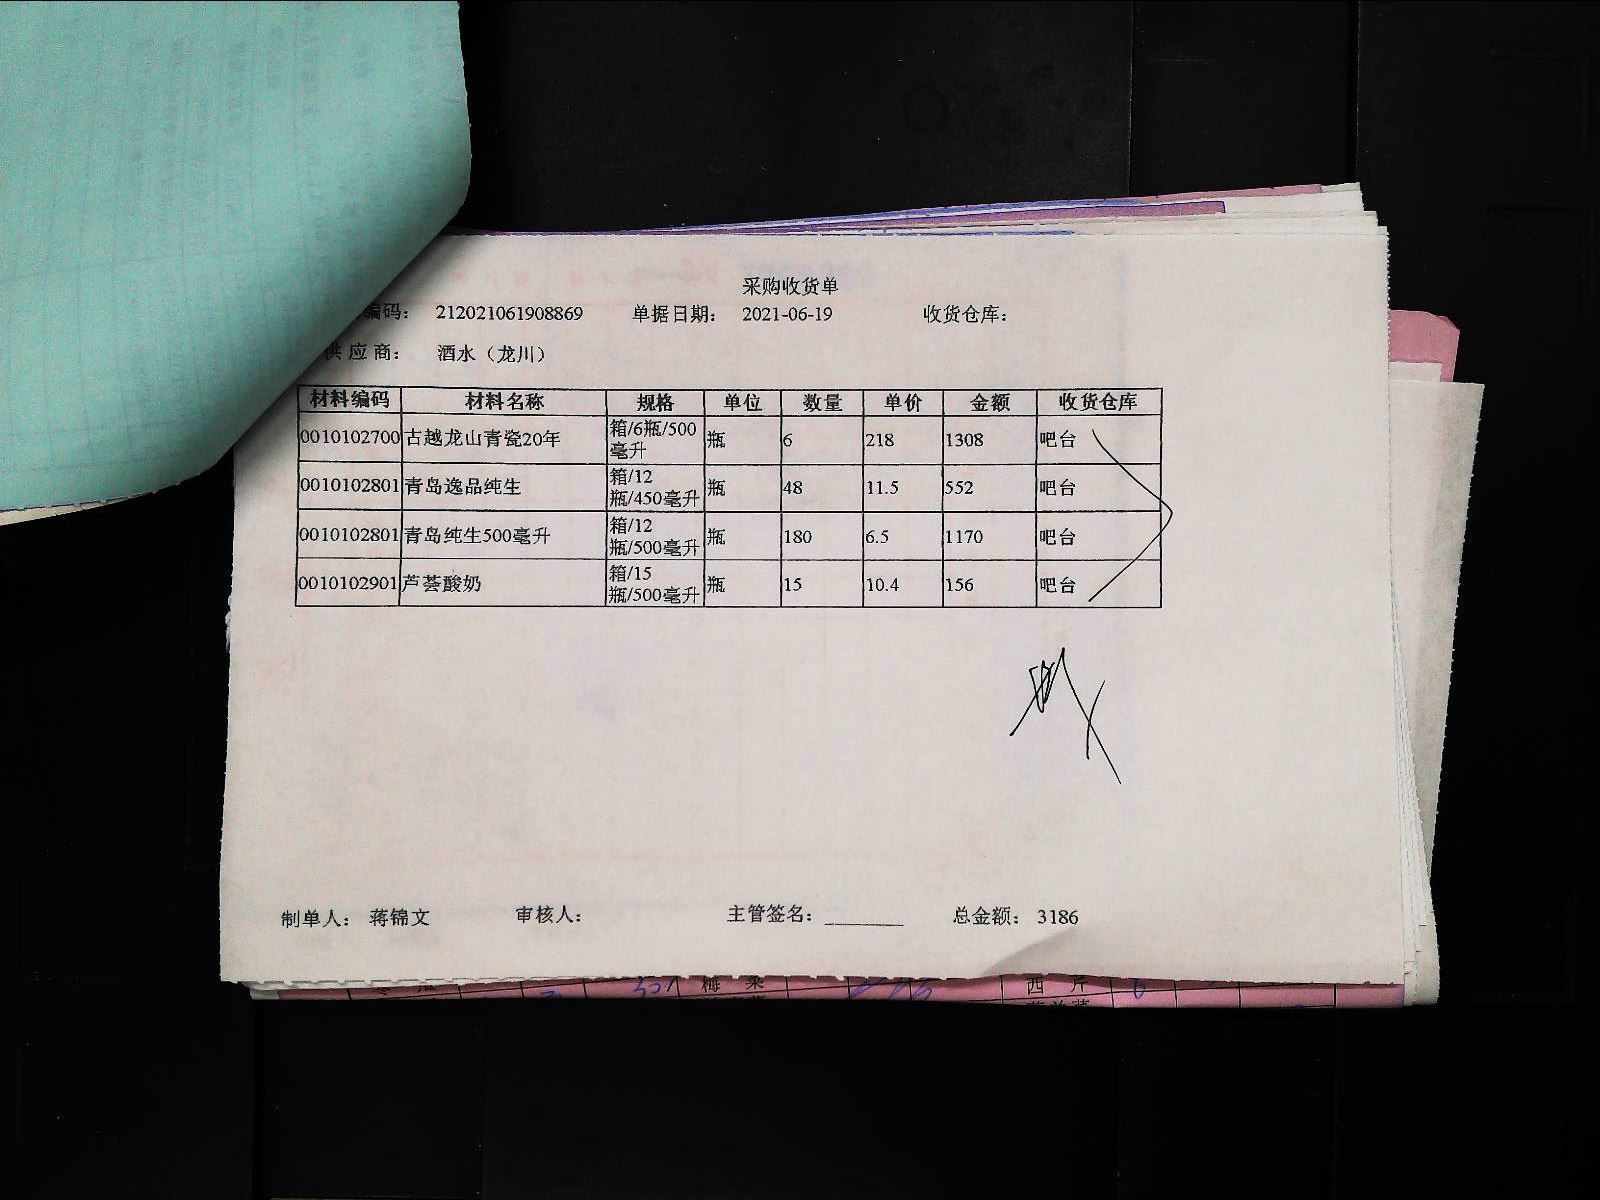 采购收货单
编码： 212021061908869 单据日期： 2021-06-19 收货仓库：
供应商： 酒水（龙川）
材料编码 材料名称 规格 单位 数量 单价 金额 收货仓库
0010102700 古越龙山青瓷20年 箱/6瓶/500毫升 瓶 6 218 1308 吧台
0010102801 青岛逸品纯生 箱/12瓶/450毫升 瓶 48 11.5 552 吧台
0010102801 青岛纯生500毫升 箱/12瓶/500毫升 瓶 180 6.5 1170 吧台
0010102901 芦荟酸奶 箱/15瓶/500毫升 瓶 15 10.4 156 吧台
制单人： 蒋锦文 审核人： 主管签名：________ 总金额： 3186
梅 菜 西 芹